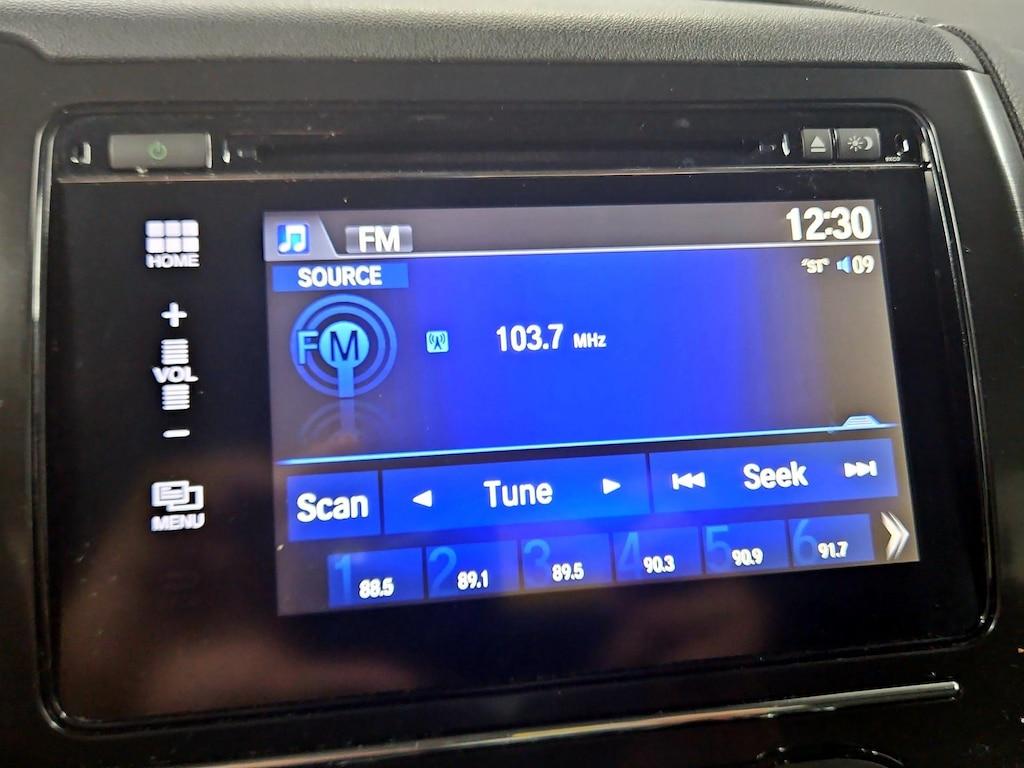 FM 12:30
HOME
SOURCE "ST" 09
FM 103.7 MHz
VOL
Scan Tune Seek
MENU
1 88.5 2 89.1 3 89.5 4 90.3 5 90.9 6 91.7